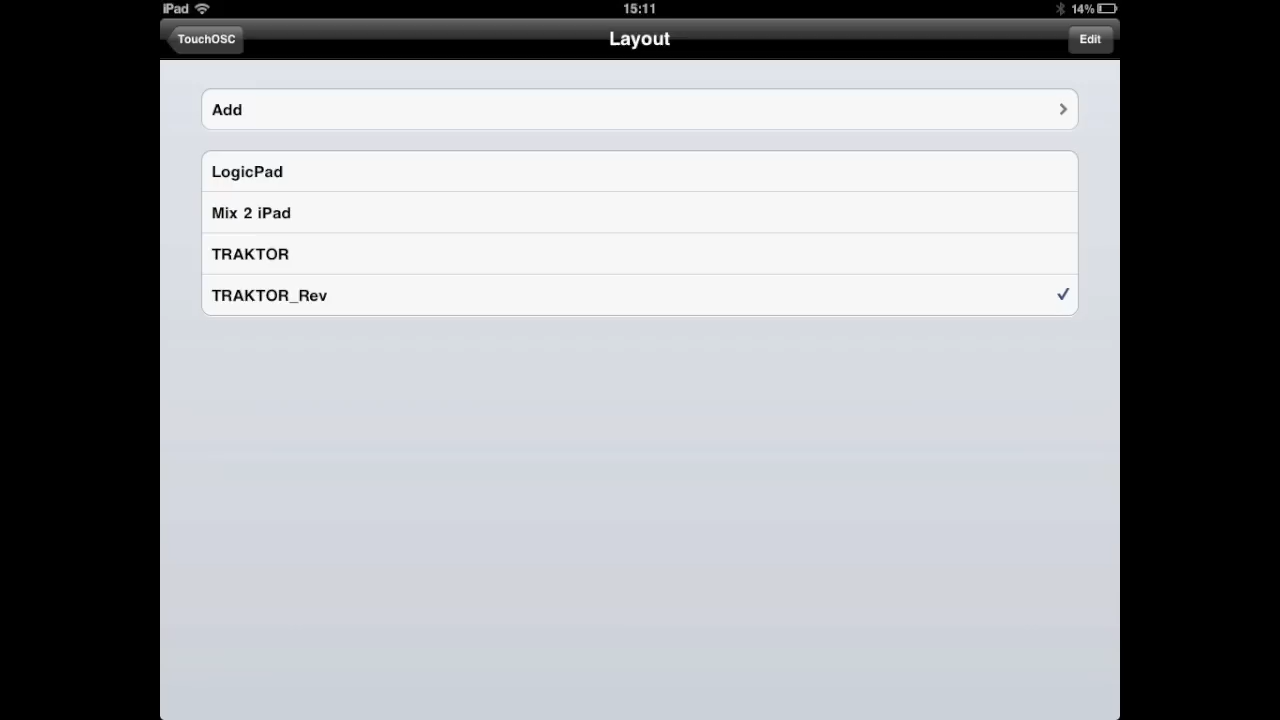 iPad 15:11 14%
TouchOSC Layout Edit
Add
LogicPad
Mix 2 iPad
TRAKTOR
TRAKTOR_Rev